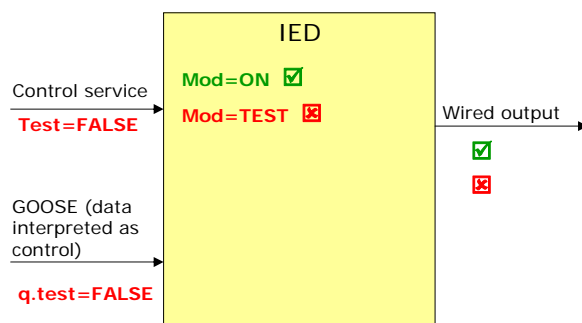 IED
Mod=ON
Control service
Test=FALSE
Mod=TEST
Wired output
GOOSE (data
interpreted as
control)
q.test=FALSE